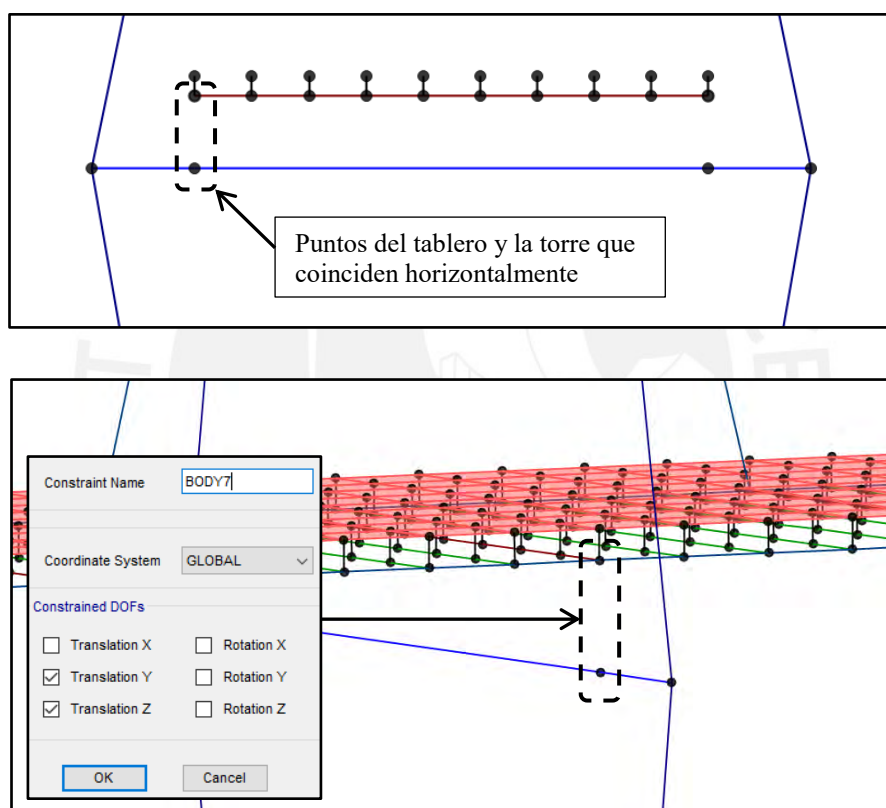 Puntos del tablero y la torre que
coinciden horizontalmente
Constraint Name
BODY7
Coordinate System
GLOBAL
Constrained DOFs
Translation X
Rotation X
Translation Y
Rotation Y
Translation Z
Rotation Z
OK
Cancel